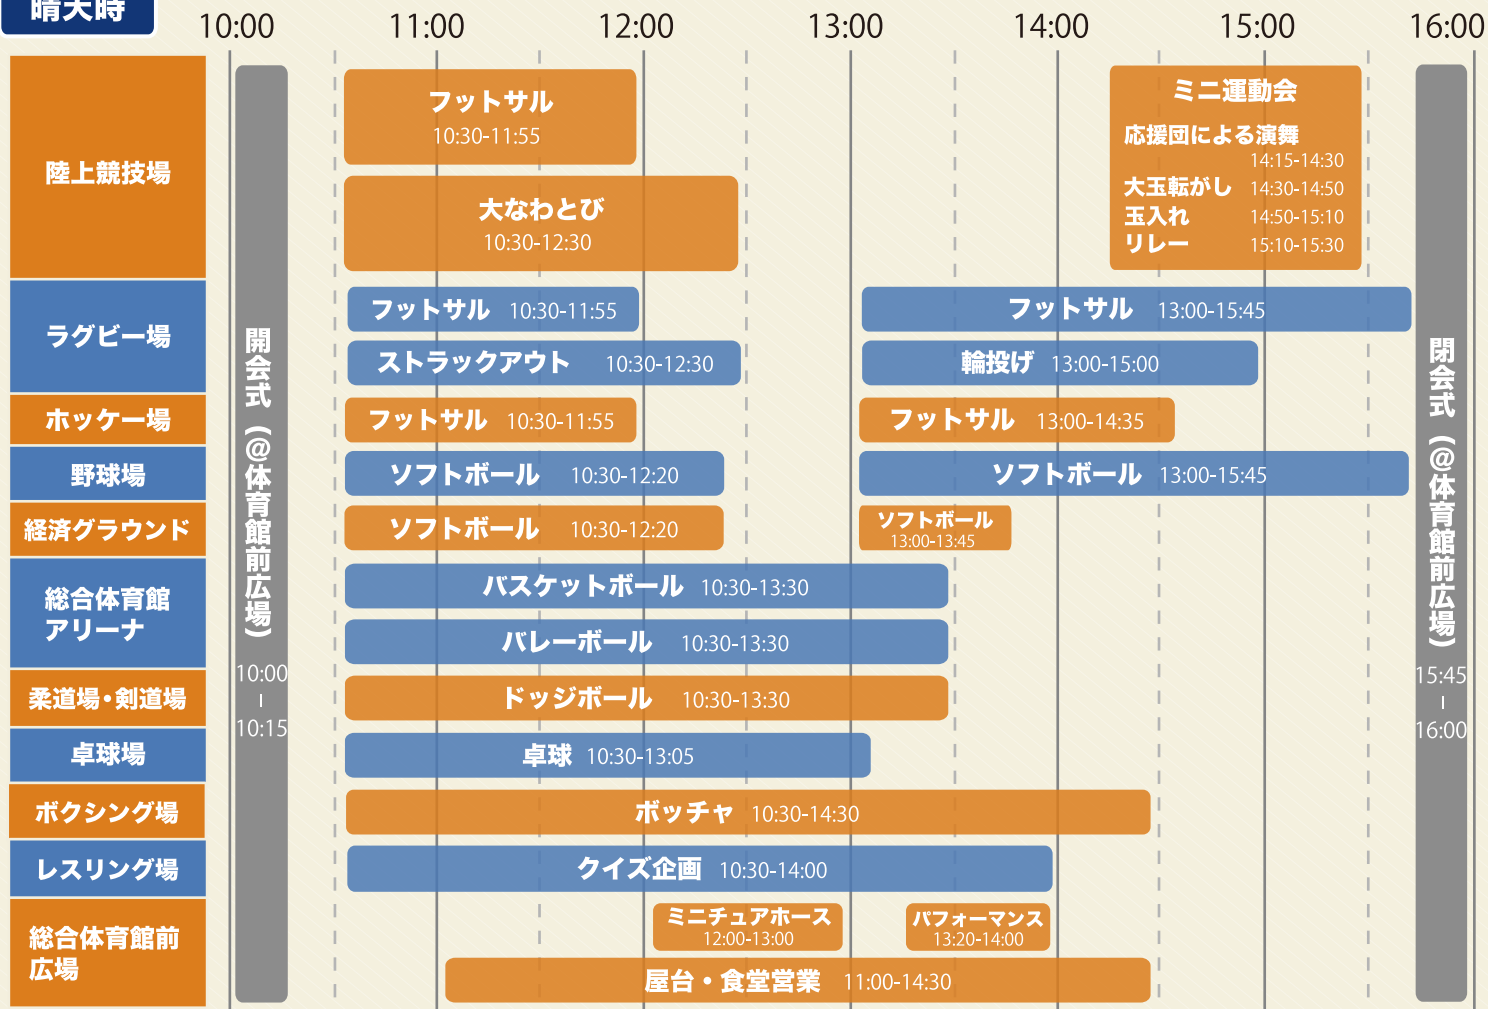 晴天時
10:00 11:00 12:00 13:00 14:00 15:00 16:00
開会式（@体育館前広場）
10:00
–
10:15
陸上競技場
フットサル
10:30-11:55
大なわとび
10:30-12:30
ミニ運動会
応援団による演舞
14:15-14:30
大玉転がし 14:30-14:50
玉入れ 14:50-15:10
リレー 15:10-15:30
ラグビー場
フットサル 10:30-11:55
フットサル 13:00-15:45
ストラックアウト 10:30-12:30
輪投げ 13:00-15:00
ホッケー場
フットサル 10:30-11:55
フットサル 13:00-14:35
野球場
ソフトボール 10:30-12:20
ソフトボール 13:00-15:45
経済グラウンド
ソフトボール 10:30-12:20
ソフトボール
13:00-13:45
総合体育館
アリーナ
バスケットボール 10:30-13:30
バレーボール 10:30-13:30
柔道場・剣道場
ドッジボール 10:30-13:30
卓球場
卓球 10:30-13:05
ボクシング場
ボッチャ 10:30-14:30
レスリング場
クイズ企画 10:30-14:00
総合体育館前
広場
ミニチュアホース
12:00-13:00
パフォーマンス
13:20-14:00
屋台・食堂営業 11:00-14:30
閉会式（@体育館前広場）
15:45
–
16:00